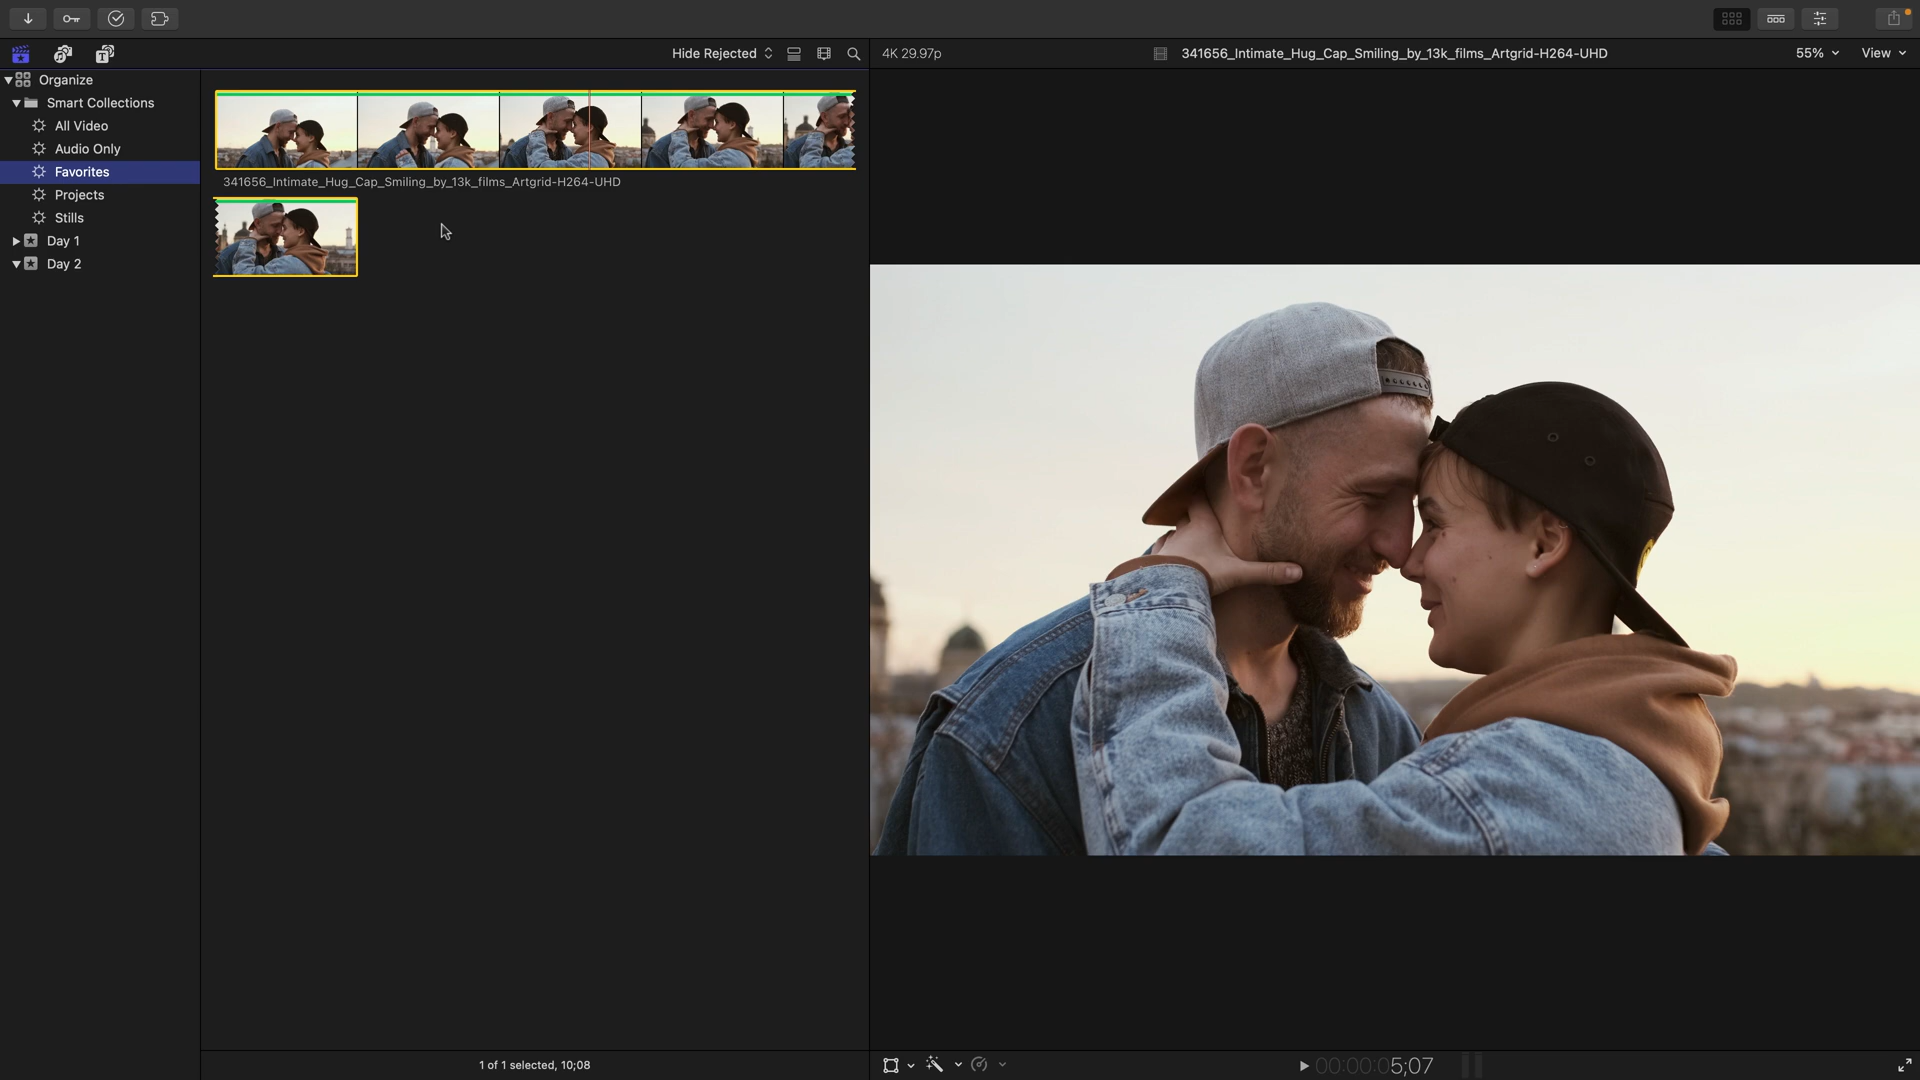 Hide Rejected
4K 29.97p
341656_Intimate_Hug_Cap_Smiling_by_13k_films_Artgrid-H264-UHD
55%
View
Organize
Smart Collections
All Video
Audio Only
Favorites
Projects
Stills
Day 1
Day 2
341656_Intimate_Hug_Cap_Smiling_by_13k_films_Artgrid-H264-UHD
1 of 1 selected, 10;08
00:00:05;07